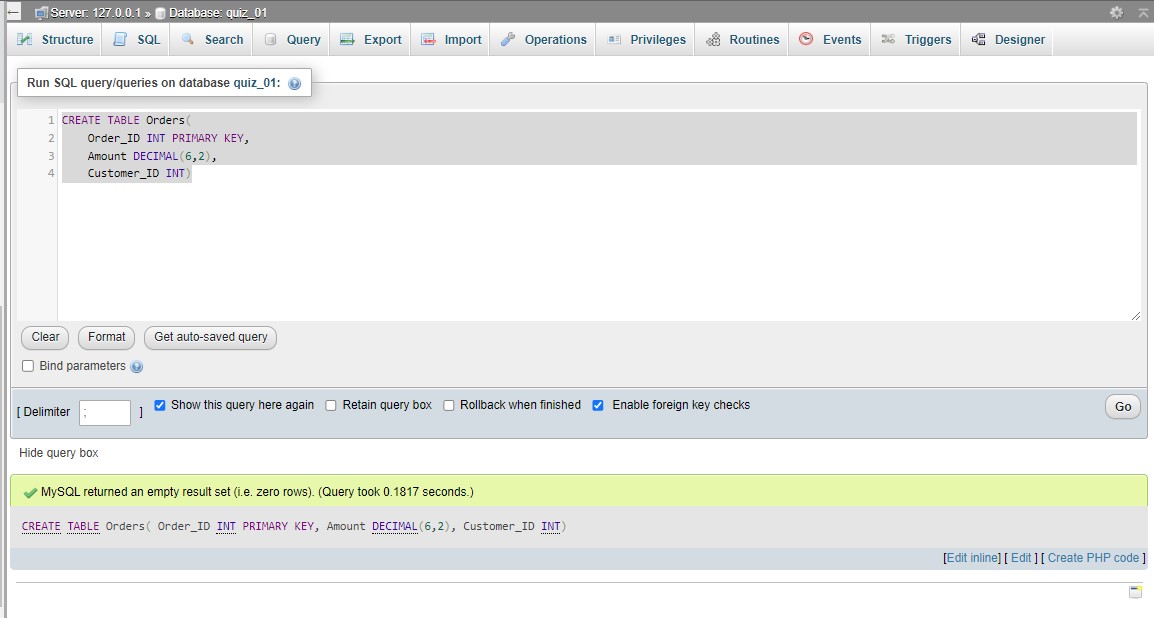 Server: 127.0.0.1 » Database: quiz_01
Structure SQL Search Query Export Import Operations Privileges Routines Events Triggers Designer
Run SQL query/queries on database quiz_01:
1 CREATE TABLE Orders(
2 Order_ID INT PRIMARY KEY,
3 Amount DECIMAL(6,2),
4 Customer_ID INT)
Clear Format Get auto-saved query
Bind parameters
[ Delimiter ; ] Show this query here again Retain query box Rollback when finished Enable foreign key checks Go
Hide query box
MySQL returned an empty result set (i.e. zero rows). (Query took 0.1817 seconds.)
CREATE TABLE Orders( Order_ID INT PRIMARY KEY, Amount DECIMAL(6,2), Customer_ID INT)
[Edit inline] [ Edit ] [ Create PHP code ]